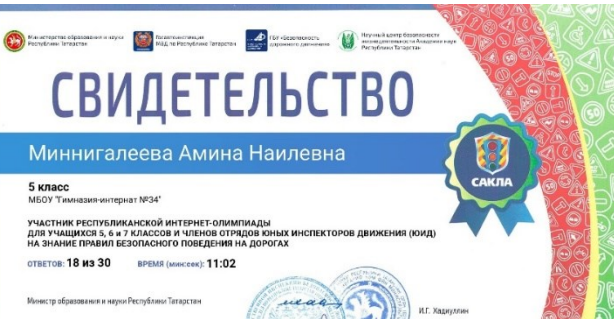 Министерство образования и науки
Республики Татарстан
Госавтоинспекция
МВД по Республике Татарстан
ГБУ «Безопасность
дорожного движения»
Научный центр безопасности
жизнедеятельности Академии наук
Республики Татарстан
СВИДЕТЕЛЬСТВО
Миннигалеева Амина Наилевна
САКЛА
5 класс
МБОУ "Гимназия-интернат №34"
УЧАСТНИК РЕСПУБЛИКАНСКОЙ ИНТЕРНЕТ-ОЛИМПИАДЫ
ДЛЯ УЧАЩИХСЯ 5, 6 и 7 КЛАССОВ И ЧЛЕНОВ ОТРЯДОВ ЮНЫХ ИНСПЕКТОРОВ ДВИЖЕНИЯ (ЮИД)
НА ЗНАНИЕ ПРАВИЛ БЕЗОПАСНОГО ПОВЕДЕНИЯ НА ДОРОГАХ
ОТВЕТОВ: 18 из 30 ВРЕМЯ (мин:сек): 11:02
Министр образования и науки Республики Татарстан
И.Г. Хадиуллин